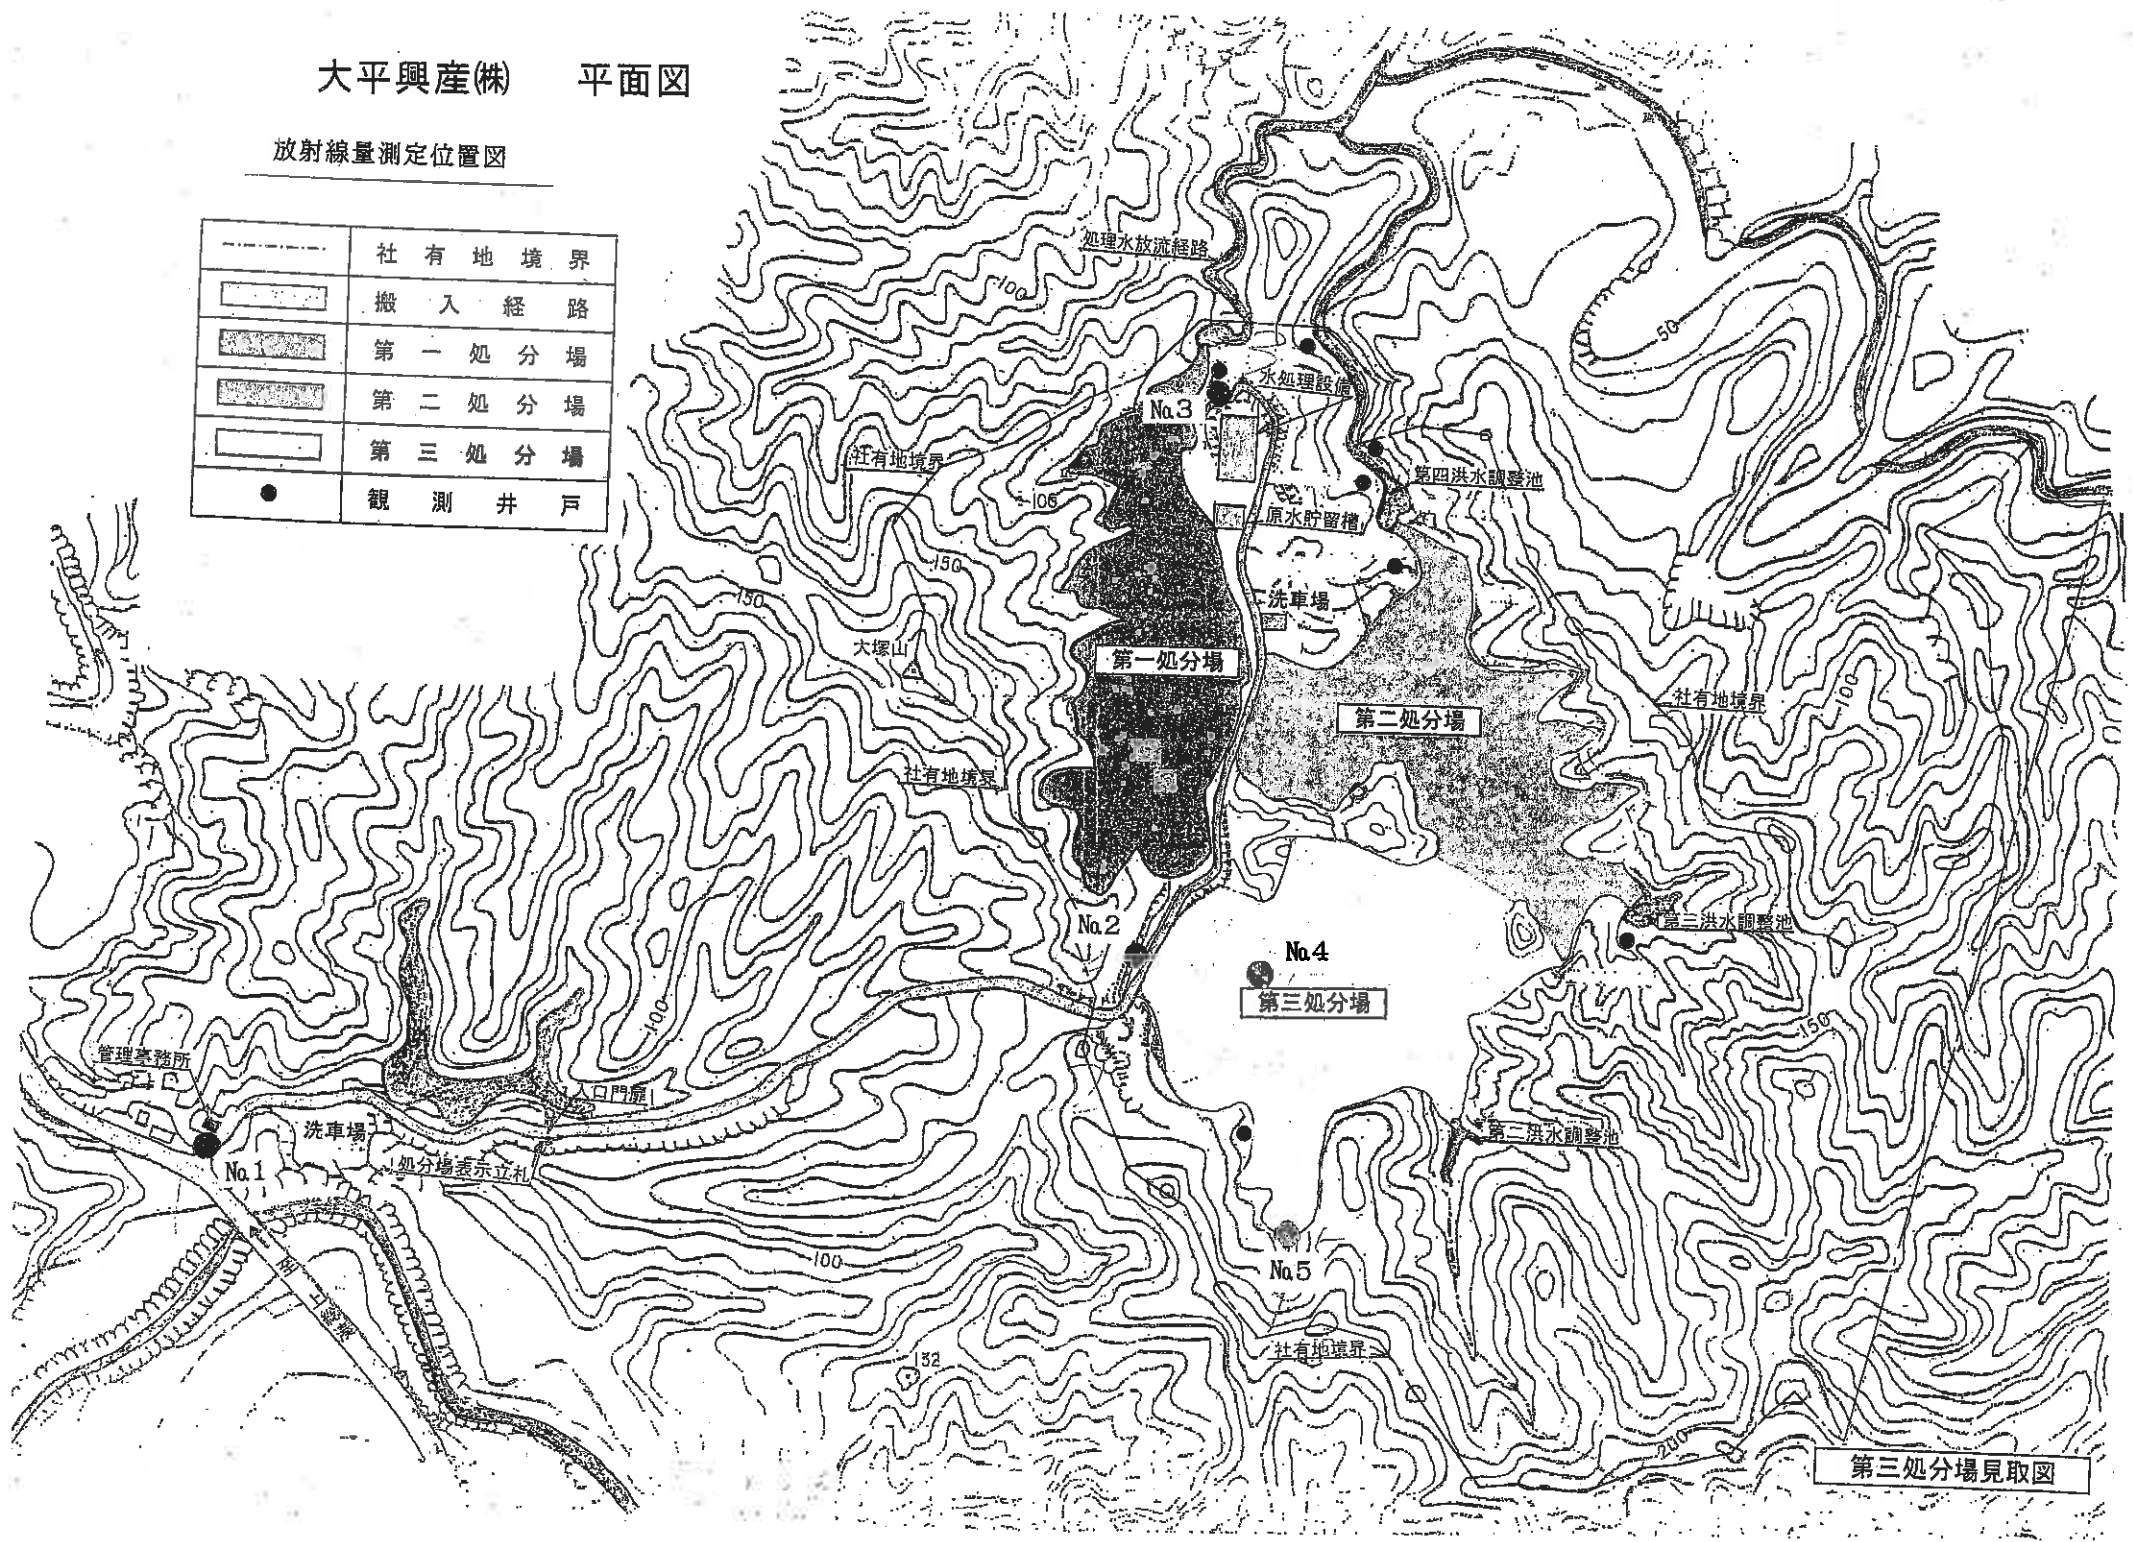 大平興産㈱　平面図
放射線量測定位置図
社有地境界
搬入経路
第一処分場
第二処分場
第三処分場
観測井戸
処理水放流経路
100
50
水処理設備
No.3
社有地境界
第四洪水調整池
100
原水貯留槽
150
150
洗車場
大塚山
第一処分場
100
社有地境界
第二処分場
社有地境界
No.2
第三洪水調整池
No.4
第三処分場
100
150
管理事務所
入口門扉
洗車場
第二洪水調整池
処分場表示立札
No.1
100
No.5
社有地境界
132
200
第三処分場見取図